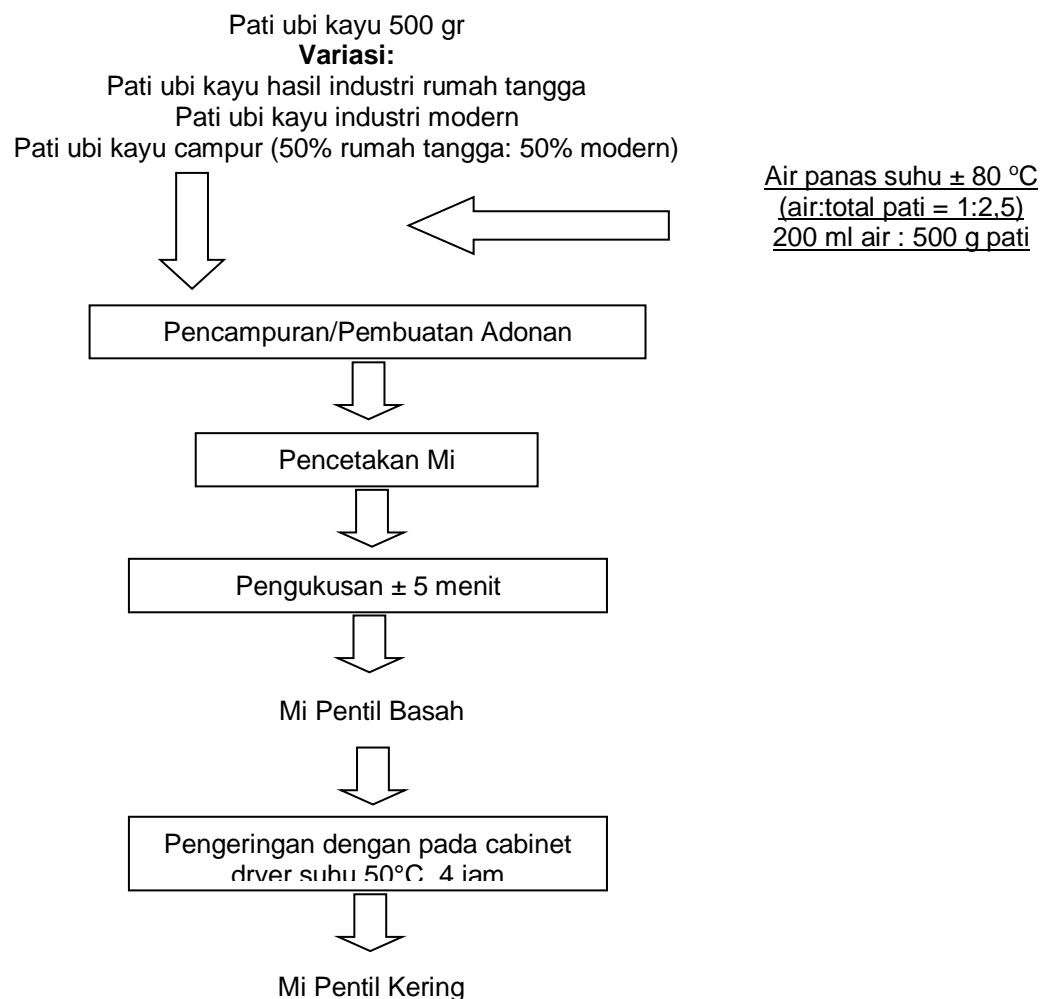 Pati ubi kayu 500 gr
Variasi:
Pati ubi kayu hasil industri rumah tangga
Pati ubi kayu industri modern
Pati ubi kayu campur (50% rumah tangga: 50% modern)
Air panas suhu ± 80 °C
(air:total pati = 1:2,5)
200 ml air : 500 g pati
Pencampuran/Pembuatan Adonan
Pencetakan Mi
Pengukusan ± 5 menit
Mi Pentil Basah
Pengeringan dengan pada cabinet
dryer suhu 50°C, 4 jam
Mi Pentil Kering